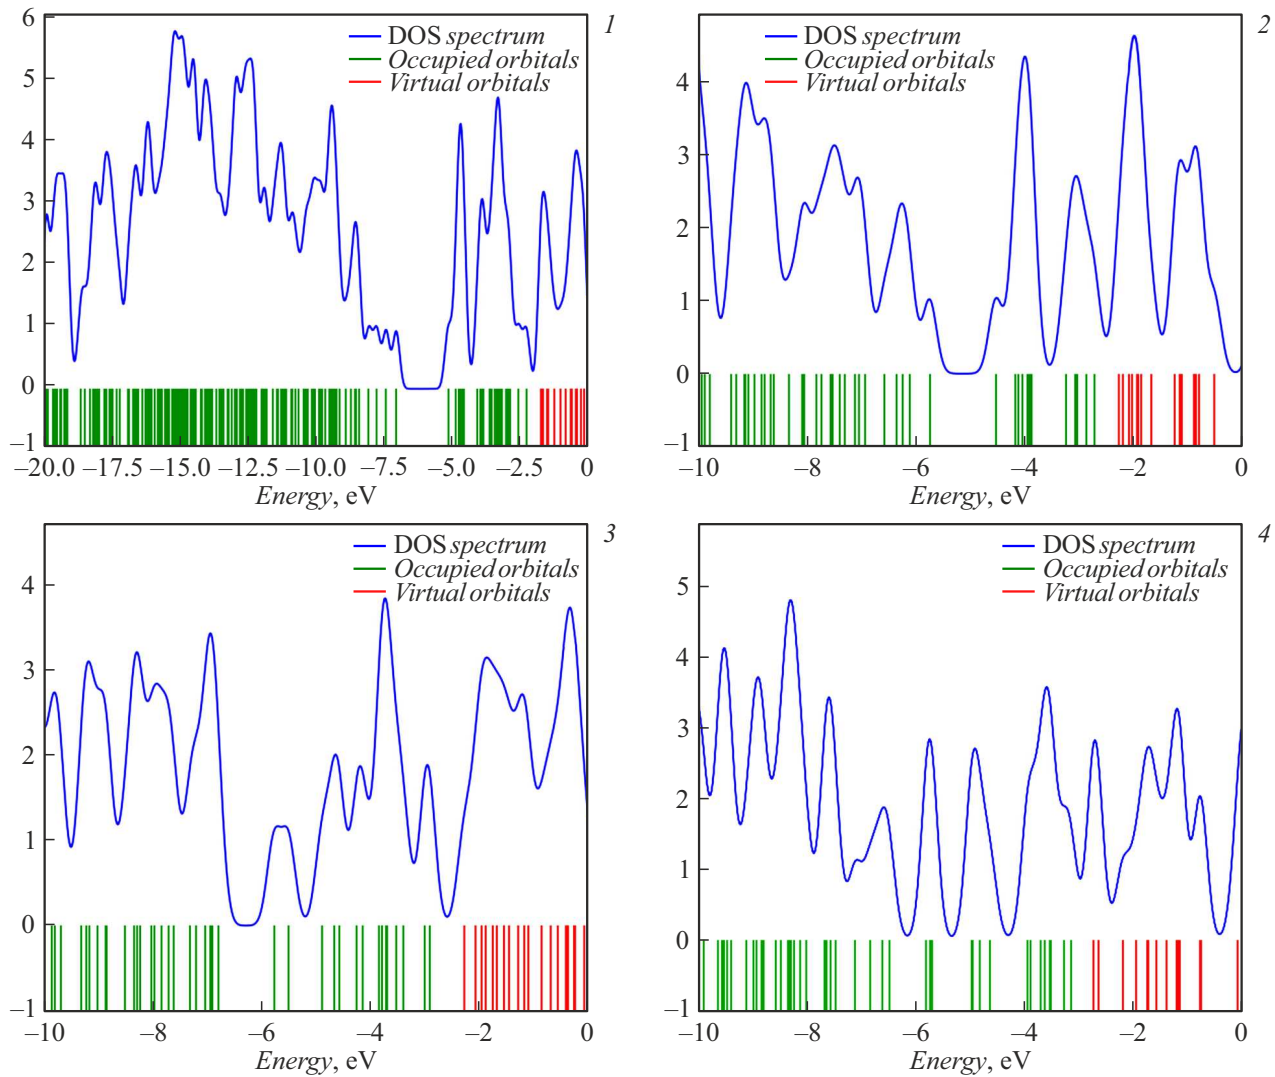 1
DOS spectrum
Occupied orbitals
Virtual orbitals
6
5
4
3
2
1
0
–1
–20.0 –17.5 –15.0 –12.5 –10.0 –7.5 –5.0 –2.5 0
Energy, eV
2
DOS spectrum
Occupied orbitals
Virtual orbitals
4
3
2
1
0
–1
–10 –8 –6 –4 –2 0
Energy, eV
3
DOS spectrum
Occupied orbitals
Virtual orbitals
4
3
2
1
0
–1
–10 –8 –6 –4 –2 0
Energy, eV
4
DOS spectrum
Occupied orbitals
Virtual orbitals
5
4
3
2
1
0
–1
–10 –8 –6 –4 –2 0
Energy, eV